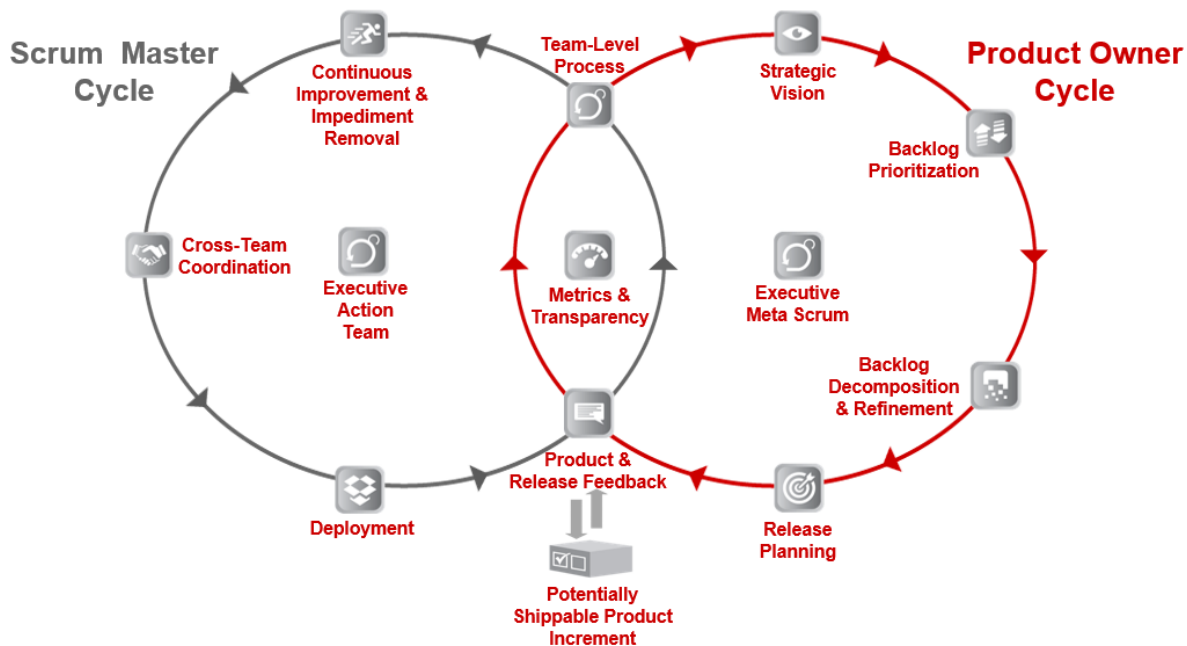 Scrum Master
Cycle
Product Owner
Cycle
Team-Level
Process
Continuous
Improvement &
Impediment
Removal
Strategic
Vision
Backlog
Prioritization
Cross-Team
Coordination
Executive
Action
Team
Metrics &
Transparency
Executive
Meta Scrum
Backlog
Decomposition
& Refinement
Product &
Release Feedback
Deployment
Release
Planning
Potentially
Shippable Product
Increment